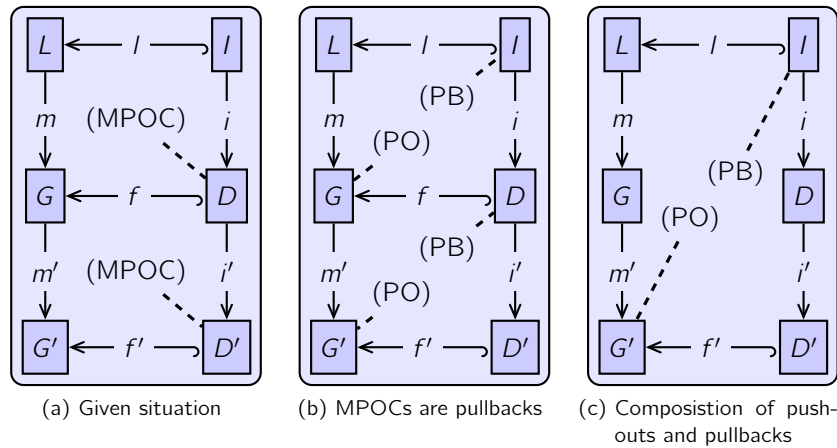 L l I L l I L l I
(PB)
m (MPOC) i m i m i
(PO) (PB)
G f D G f D G D
(PB) (PO)
m′ (MPOC) i′ m′ (PO) i′ m′ i′
G′ f′ D′ G′ f′ D′ G′ f′ D′
(a) Given situation (b) MPOCs are pullbacks (c) Composistion of push-
outs and pullbacks